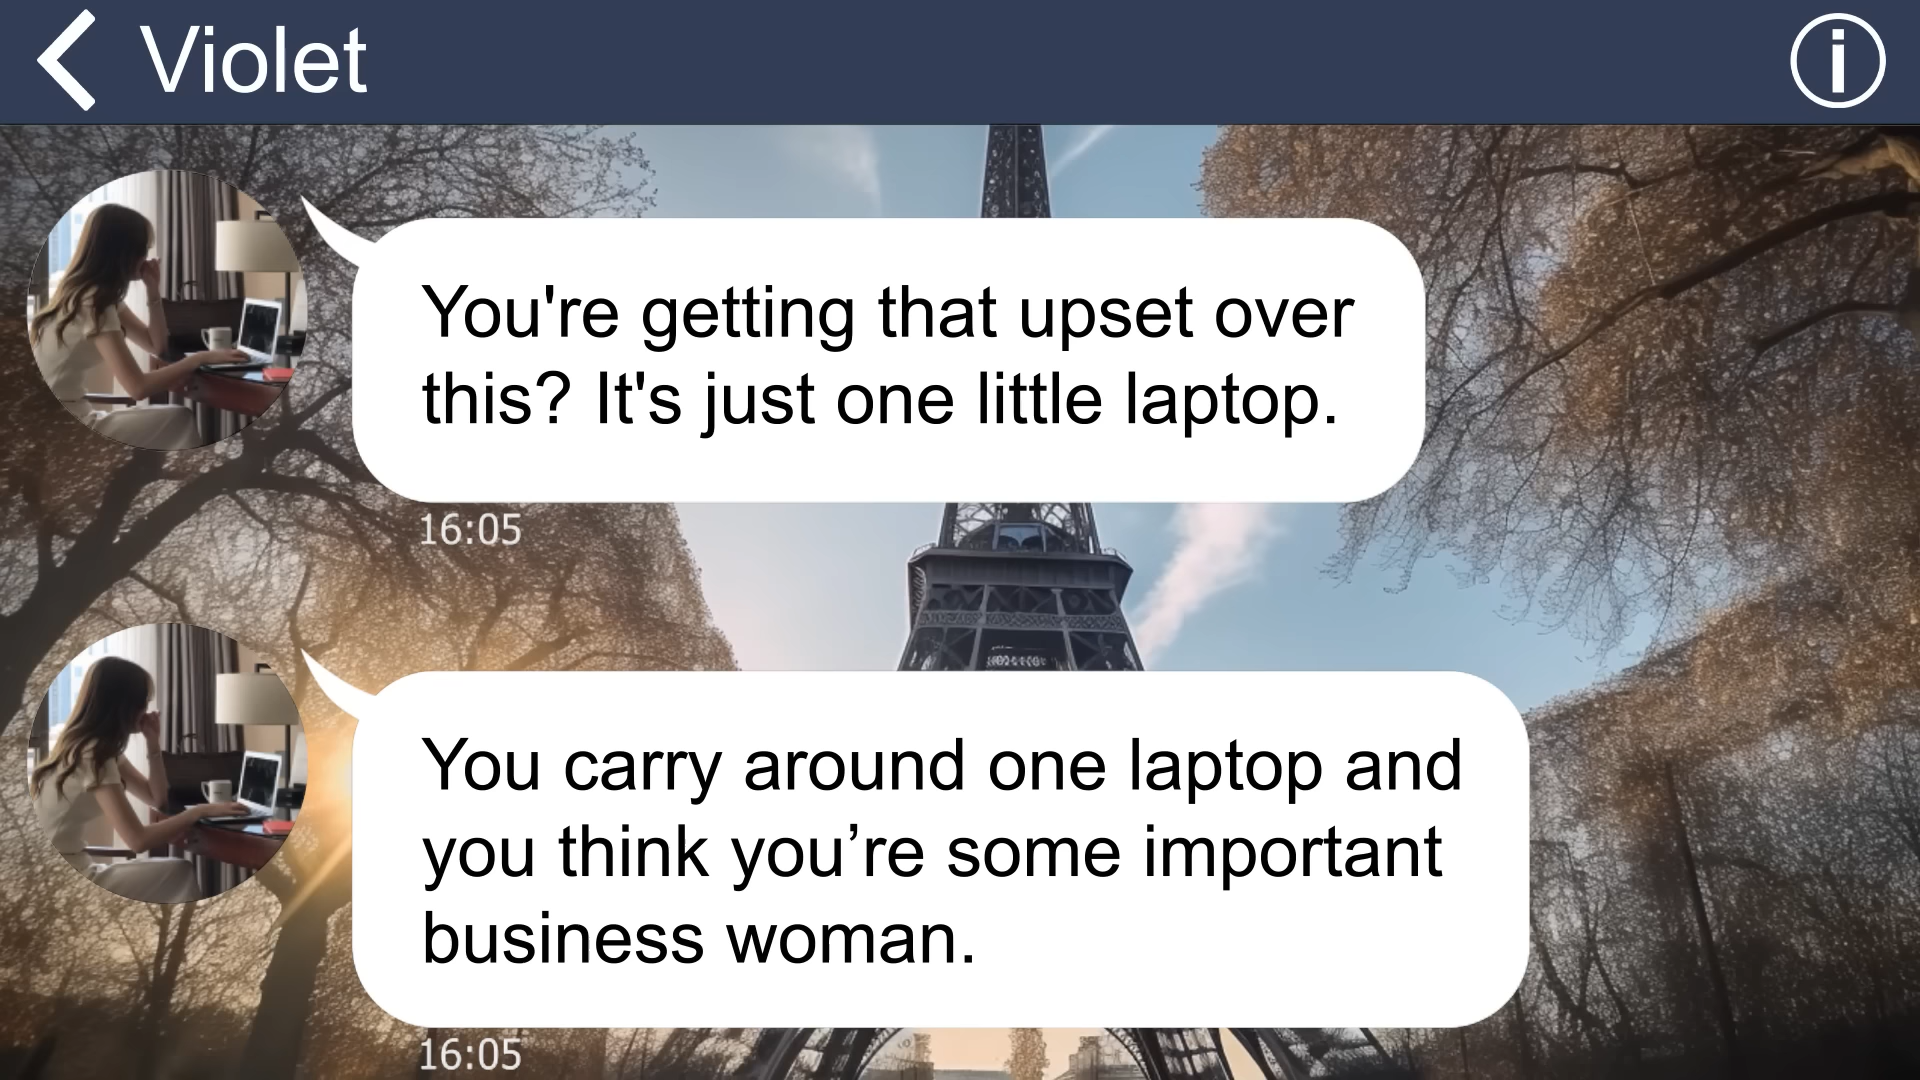 Violet
You're getting that upset over
this? It's just one little laptop.
16:05
You carry around one laptop and
you think you’re some important
business woman.
16:05